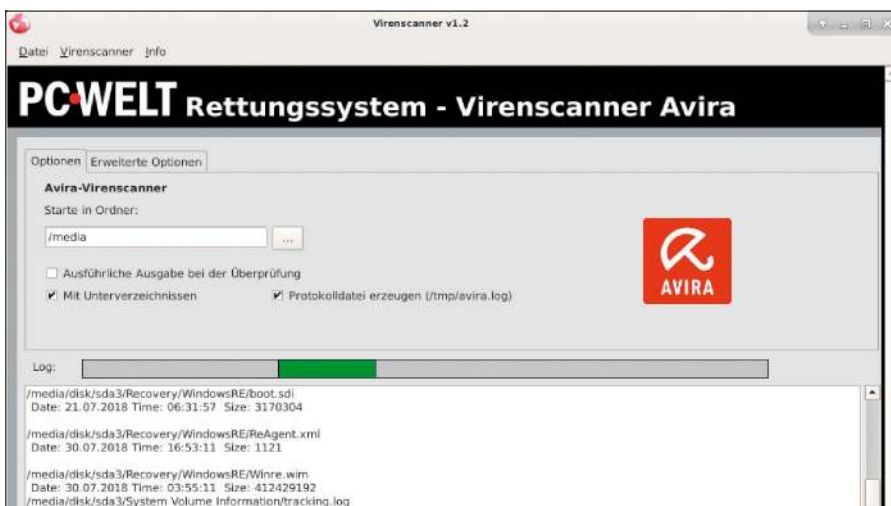 Virenscanner v1.2
Datei Virenscanner Info
PC WELT Rettungssystem - Virenscanner Avira
Optionen Erweiterte Optionen
Avira-Virenscanner
Starte in Ordner:
/media ...
Ausführliche Ausgabe bei der Überprüfung
Mit Unterverzeichnissen Protokolldatei erzeugen (/tmp/avira.log)
AVIRA
Log:
/media/disk/sda3/Recovery/WindowsRE/boot.sdi
Date: 21.07.2018 Time: 06:31:57 Size: 3170304
/media/disk/sda3/Recovery/WindowsRE/ReAgent.xml
Date: 30.07.2018 Time: 16:53:11 Size: 1121
/media/disk/sda3/Recovery/WindowsRE/Winre.wim
Date: 30.07.2018 Time: 03:55:11 Size: 412429192
/media/disk/sda3/System Volume Information/tracking.log